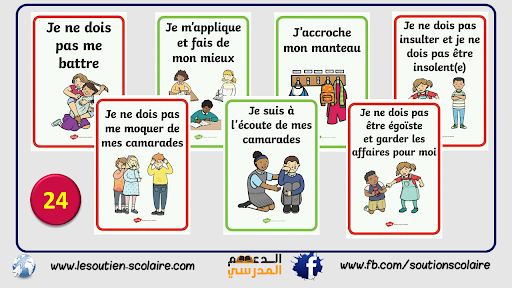 Je ne dois
pas me
battre
Je m'applique
et fais de
mon mieux
J'accroche
mon manteau
Je ne dois pas
insulter et je ne
dois pas être
insolent(e)
Je ne dois pas
me moquer de
mes camarades
Je suis à
l'écoute de mes
camarades
Je ne dois pas
être égoïste
et garder les
affaires pour moi
24
www.lesoutien-scolaire.com
الدعم
المدرسي
f
www.fb.com/soutionscolaire